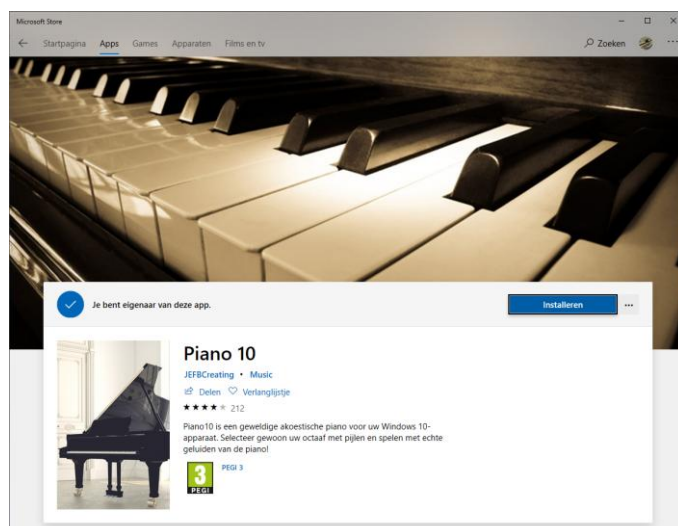 Microsoft Store
Startpagina Apps Games Apparaten Films en tv Zoeken
Je bent eigenaar van deze app. Installeren
Piano 10
JEFBCreating • Music
Delen Verlanglijstje
212
Piano10 is een geweldige akoestische piano voor uw Windows 10-
apparaat. Selecteer gewoon uw octaaf met pijlen en spelen met echte
geluiden van de piano!
3 PEGI 3
PEGI